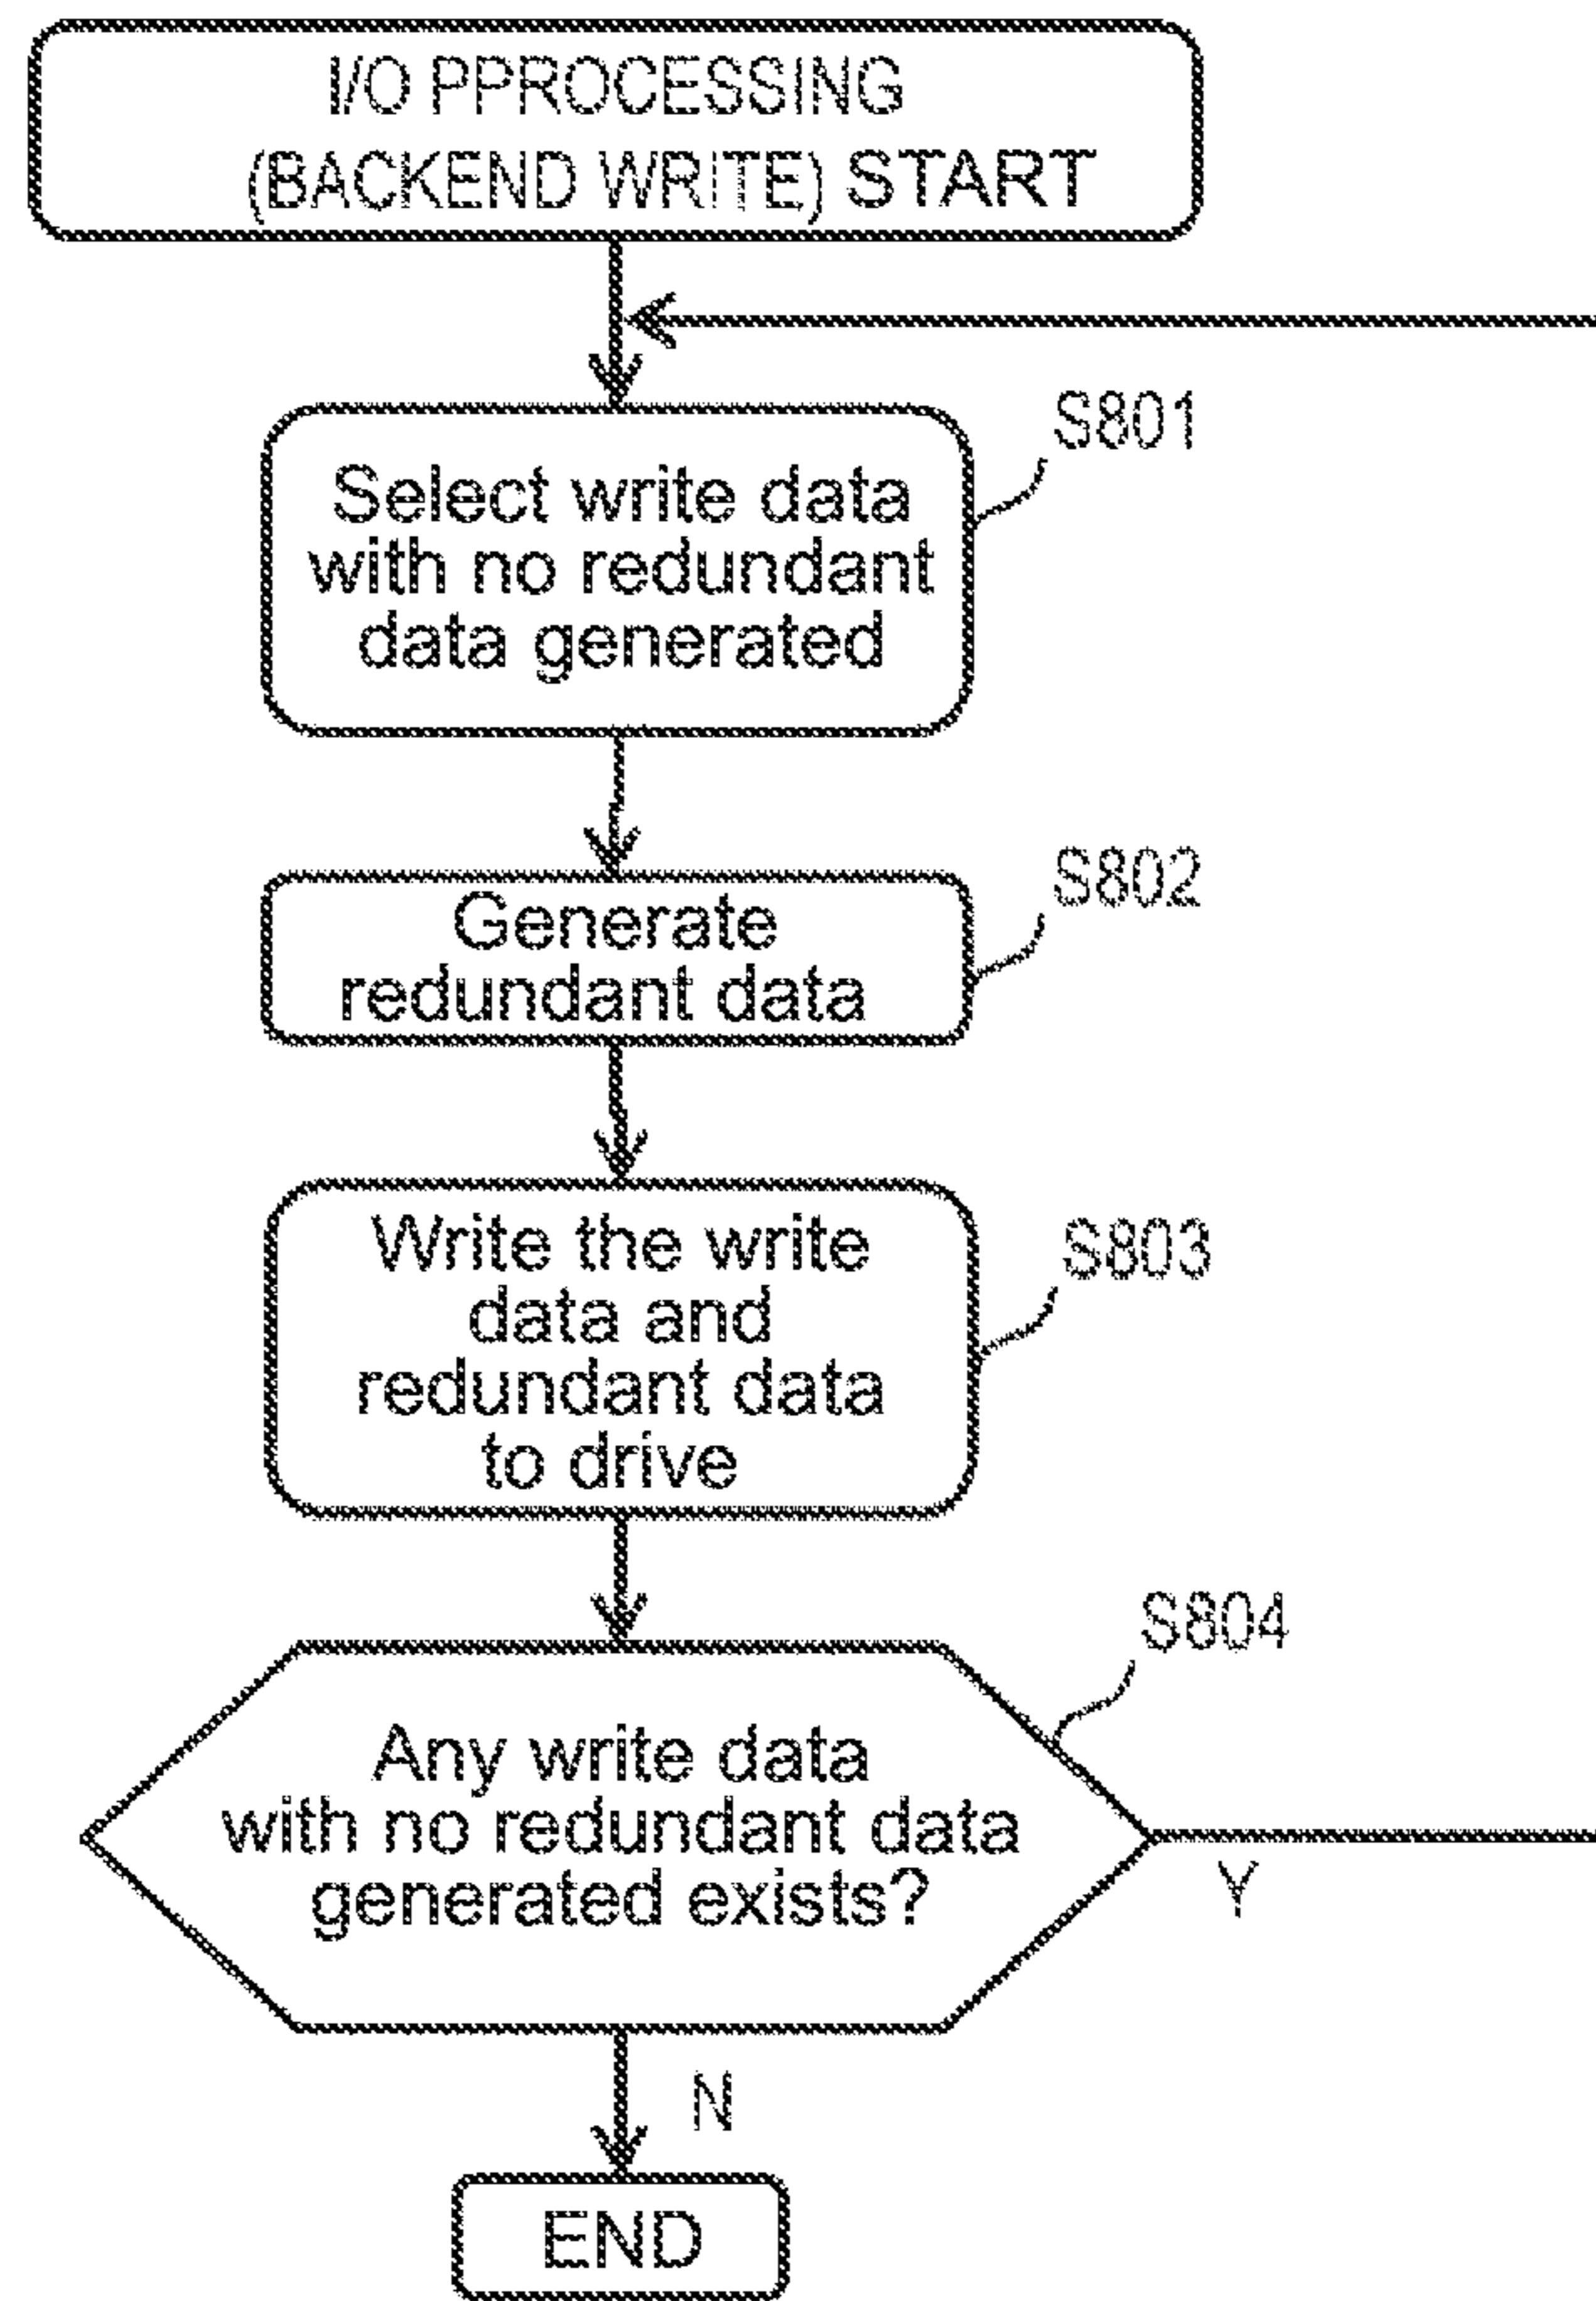 I/O PPROCESSING
(BACKEND WRITE) START
S801
Select write data
with no redundant
data generated
S802
Generate
redundant data
S803
Write the write
data and
redundant data
to drive
S804
Any write data
with no redundant data
generated exists?
Y
N
END